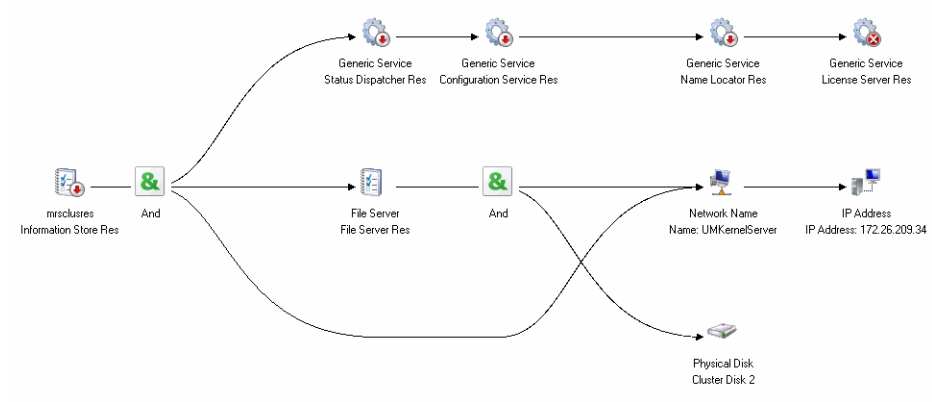 Generic Service
Status Dispatcher Res
Generic Service
Configuration Service Res
Generic Service
Name Locator Res
Generic Service
License Server Res
&
&
mrsclusres
Information Store Res
And
File Server
File Server Res
And
Network Name
Name: UMKernelServer
IP Address
IP Address: 172.26.209.34
Physical Disk
Cluster Disk 2